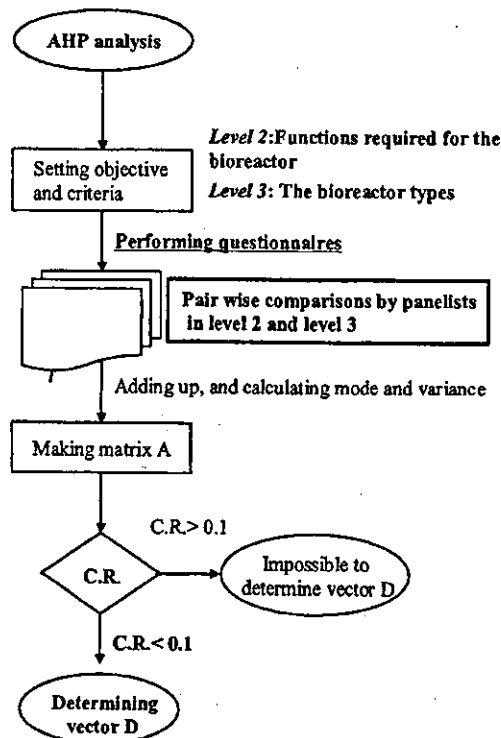 AHP analysis
Level 2:Functions required for the
bioreactor
Setting objective
and criteria
Level 3: The bioreactor types
Performing questionnaires
Pair wise comparisons by panelists
in level 2 and level 3
Adding up, and calculating mode and variance
Making matrix A
C.R.> 0.1
C.R.
Impossible to
determine vector D
C.R.< 0.1
Determining
vector D